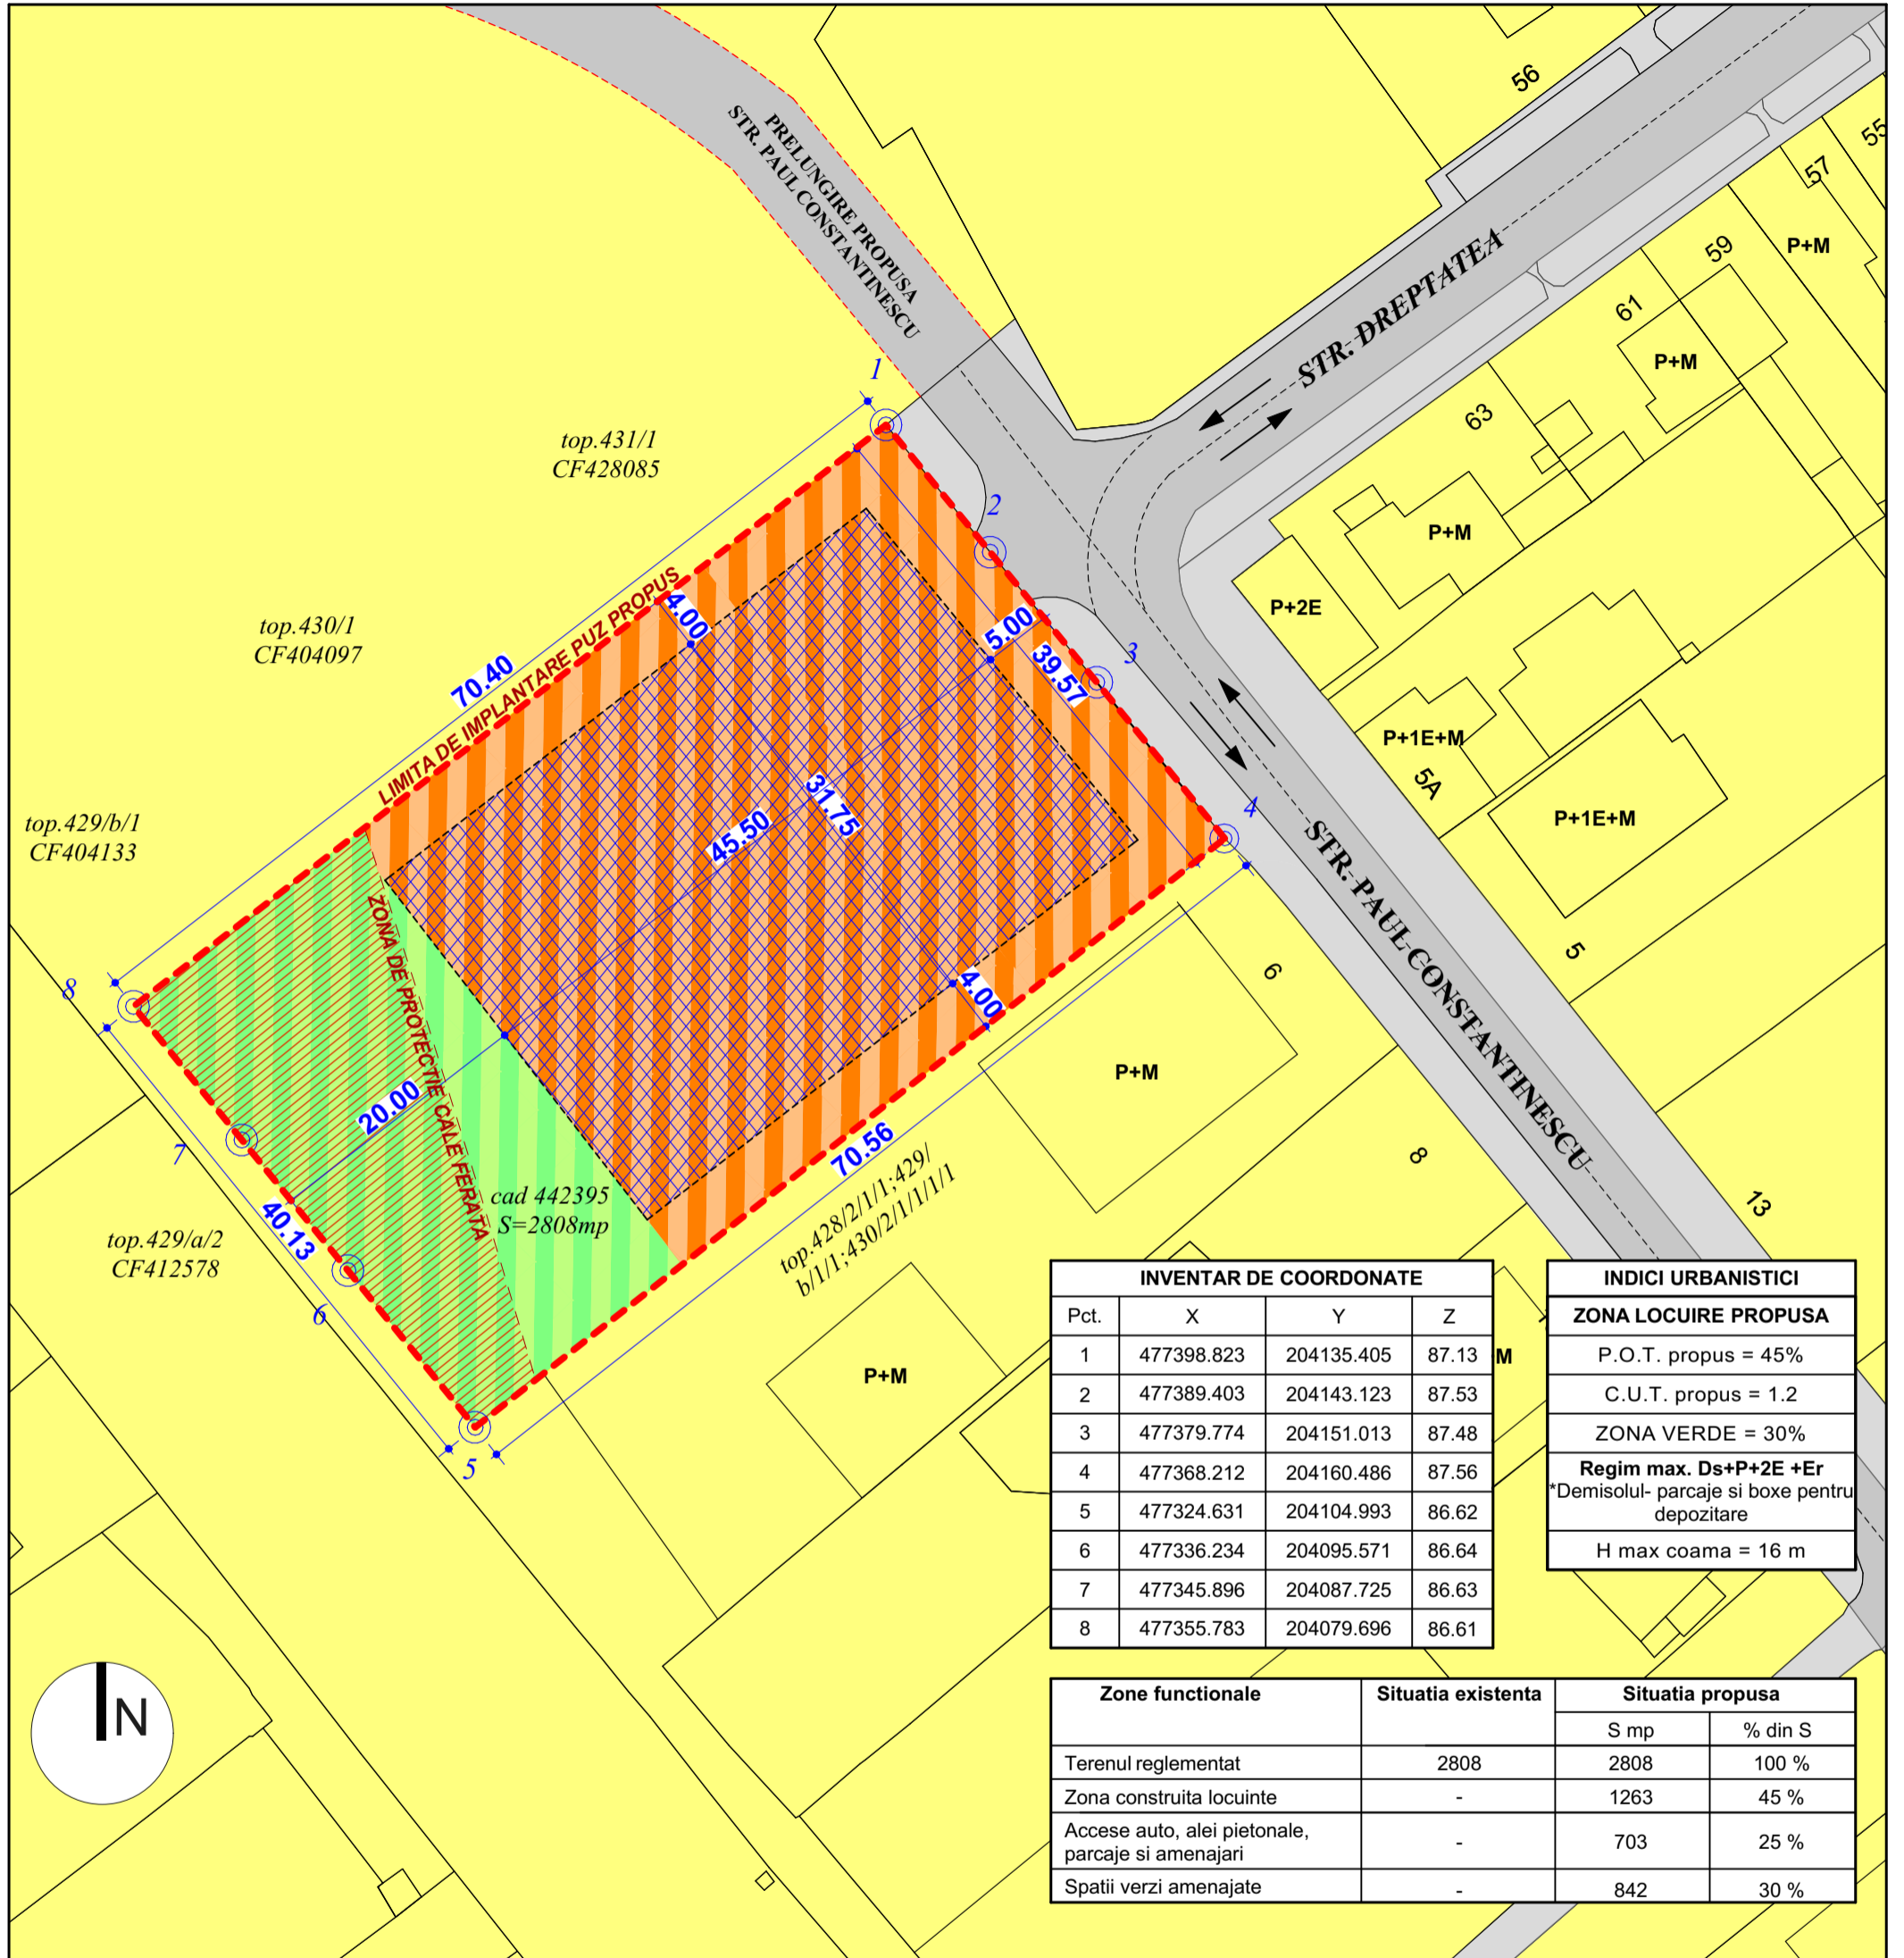 PRELUNGIRE PROPUSA
STR. PAUL CONSTANTINESCU
56
55
57
P+M
59
61
P+M
63
STR. DREPTATEA
P+M
P+2E
1
top.431/1
CF428085
2
4.00
5.00
39.57
3
top.430/1
CF404097
70.40
LIMITA DE IMPLANTARE PUZ PROPUS
P+1E+M
5A
P+1E+M
31.75
45.50
4
STR. PAUL CONSTANTINESCU
top.429/b/1
CF404133
5
6
8
ZONA DE PROTECTIE CALE FERATA
4.00
P+M
20.00
70.56
7
8
cad 442395
S=2808mp
40.13
top.429/a/2
CF412578
top.428/2/1/1;429/
b/1/1;430/2/1/1/1/1
13
6
P+M
M
5
INVENTAR DE COORDONATE
Pct. X Y Z
1 477398.823 204135.405 87.13
2 477389.403 204143.123 87.53
3 477379.774 204151.013 87.48
4 477368.212 204160.486 87.56
5 477324.631 204104.993 86.62
6 477336.234 204095.571 86.64
7 477345.896 204087.725 86.63
8 477355.783 204079.696 86.61
INDICI URBANISTICI
ZONA LOCUIRE PROPUSA
P.O.T. propus = 45%
C.U.T. propus = 1.2
ZONA VERDE = 30%
Regim max. Ds+P+2E +Er
*Demisolul- parcaje si boxe pentru
depozitare
H max coama = 16 m
N
Zone functionale Situatia existenta Situatia propusa
S mp % din S
Terenul reglementat 2808 2808 100 %
Zona construita locuinte - 1263 45 %
Accese auto, alei pietonale,
parcaje si amenajari - 703 25 %
Spatii verzi amenajate - 842 30 %